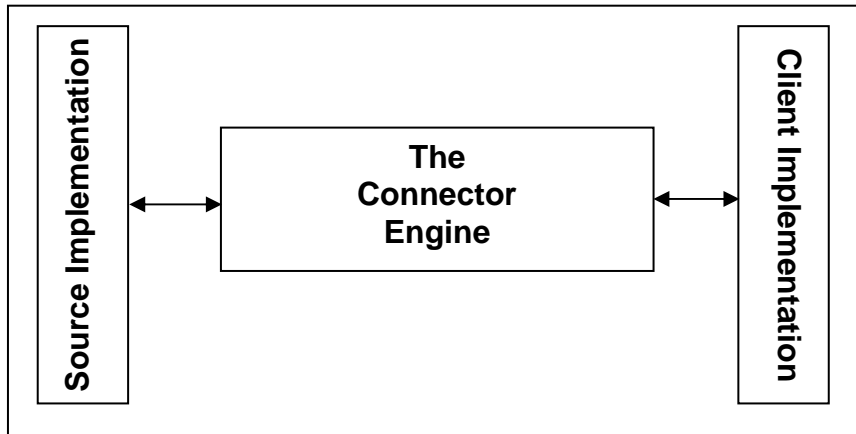 Source Implementation
The
Connector
Engine
Client Implementation